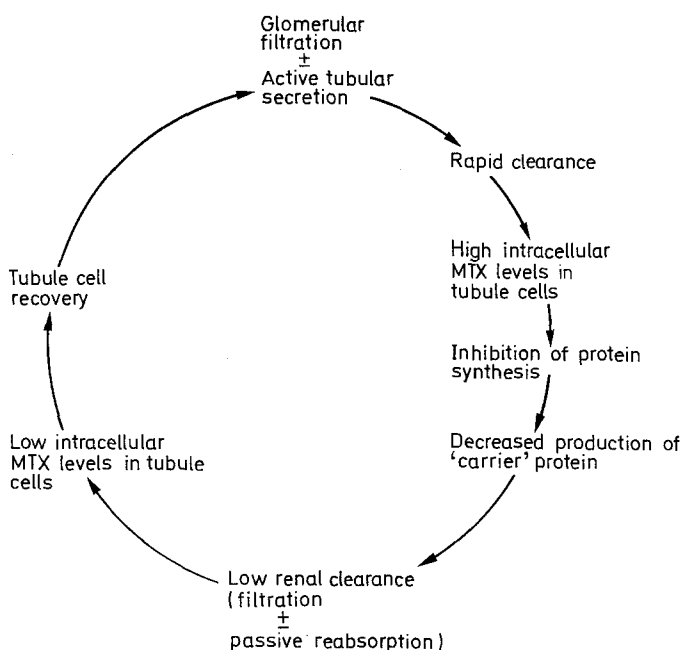 Glomerular
filtration
±
Active tubular
secretion
Rapid clearance
High intracellular
MTX levels in
tubule cells
Inhibition of protein
synthesis
Decreased production of
‘carrier’ protein
Low renal clearance
(filtration
±
passive reabsorption)
Low intracellular
MTX levels in tubule
cells
Tubule cell
recovery